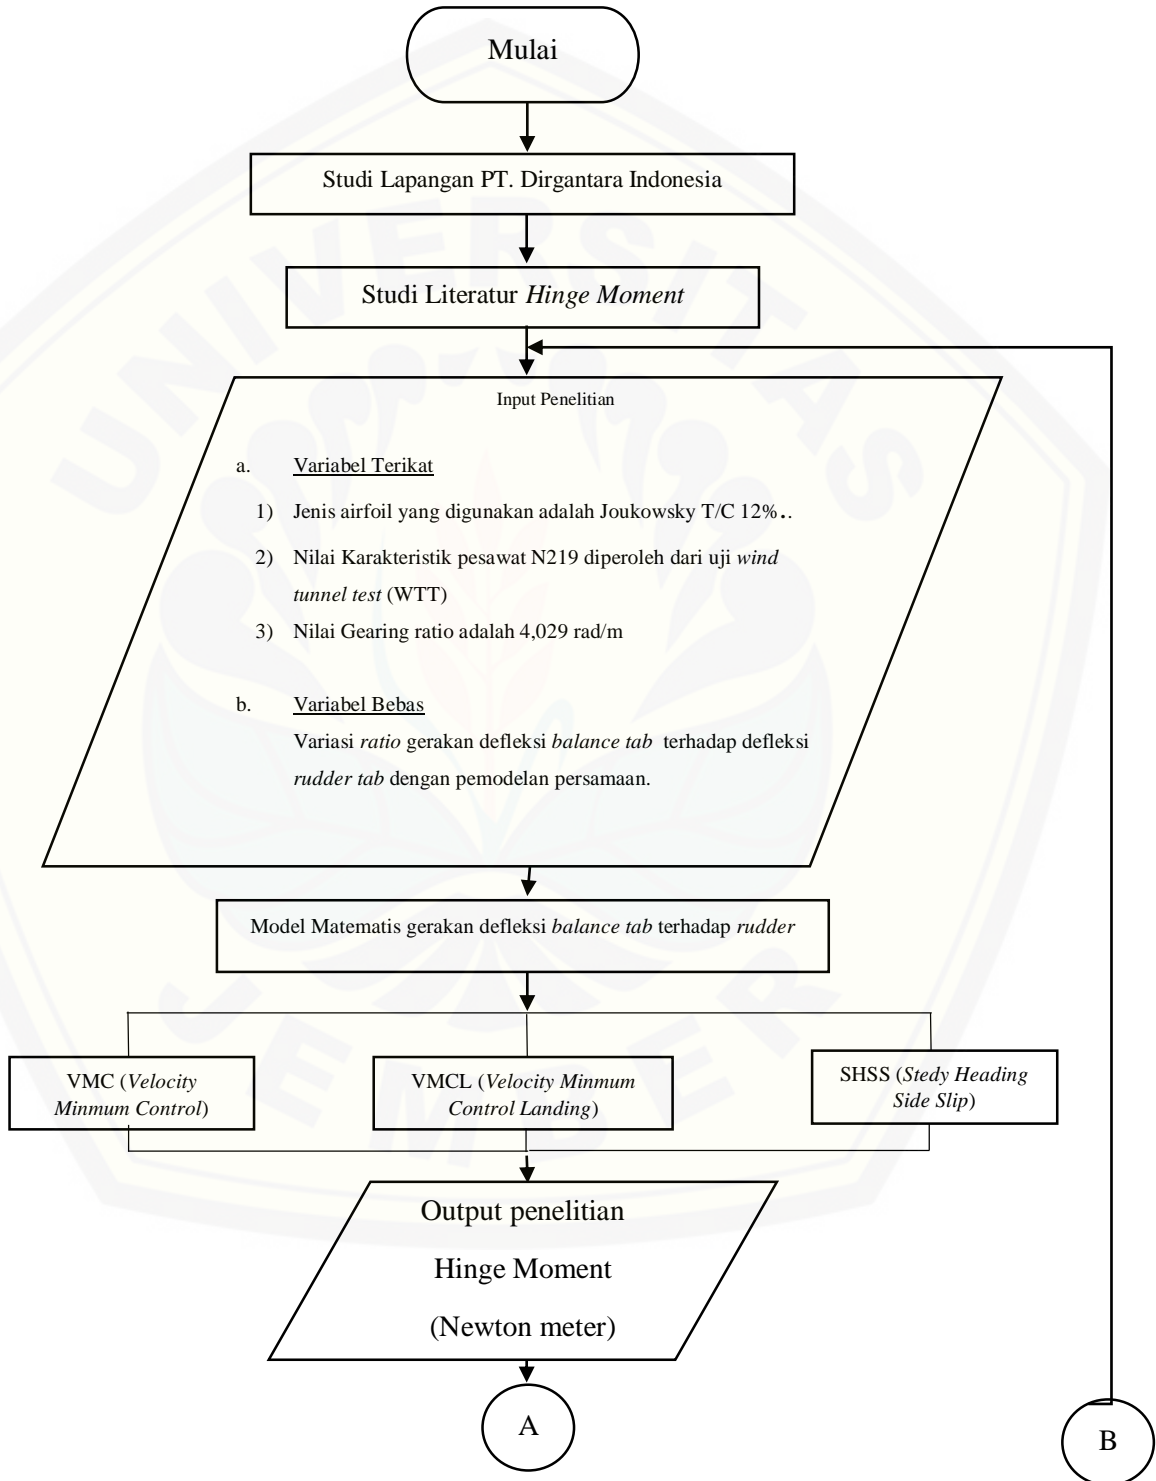 Mulai
Studi Lapangan PT. Dirgantara Indonesia
Studi Literatur Hinge Moment
Input Penelitian
a. Variabel Terikat
1) Jenis airfoil yang digunakan adalah Joukowsky T/C 12%..
2) Nilai Karakteristik pesawat N219 diperoleh dari uji wind
tunnel test (WTT)
3) Nilai Gearing ratio adalah 4,029 rad/m
b. Variabel Bebas
Variasi ratio gerakan defleksi balance tab terhadap defleksi
rudder tab dengan pemodelan persamaan.
Model Matematis gerakan defleksi balance tab terhadap rudder
VMC (Velocity
Minmum Control)
VMCL (Velocity Minmum
Control Landing)
SHSS (Stedy Heading
Side Slip)
Output penelitian
Hinge Moment
(Newton meter)
A
B
UNIVERSITAS
JEMBER